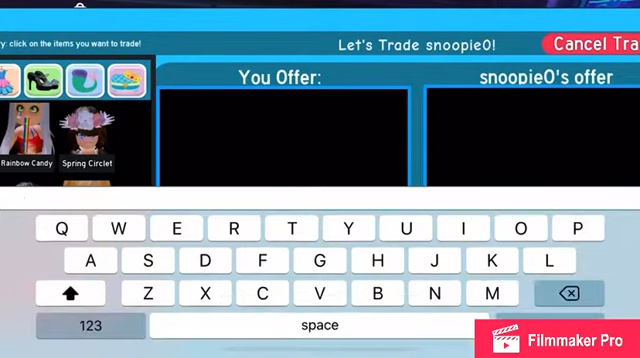 y: click on the items you want to trade!
Let's Trade snoopie0!
Cancel Tra
You Offer:
snoopie0's offer
Rainbow Candy
Spring Circlet
Q W E R T Y U I O P
A S D F G H J K L
Z X C V B N M
123
space
Filmmaker Pro